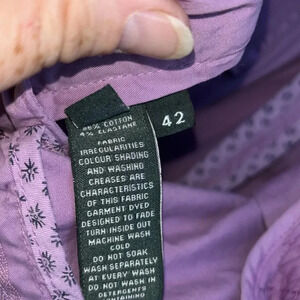 42
% COTTON
4% ELASTANE
FABRIC
IRREGULARITIES
COLOUR SHADING
AND WASHING
CREASES ARE
CHARACTERISTICS
OF THIS FABRIC
GARMENT DYED
DESIGNED TO FADE
TURN INSIDE OUT
MACHINE WASH
COLD
DO NOT SOAK
WASH SEPARATELY
AT EVERY WASH
DO NOT WASH IN
DETERGENTS
CONTAINING